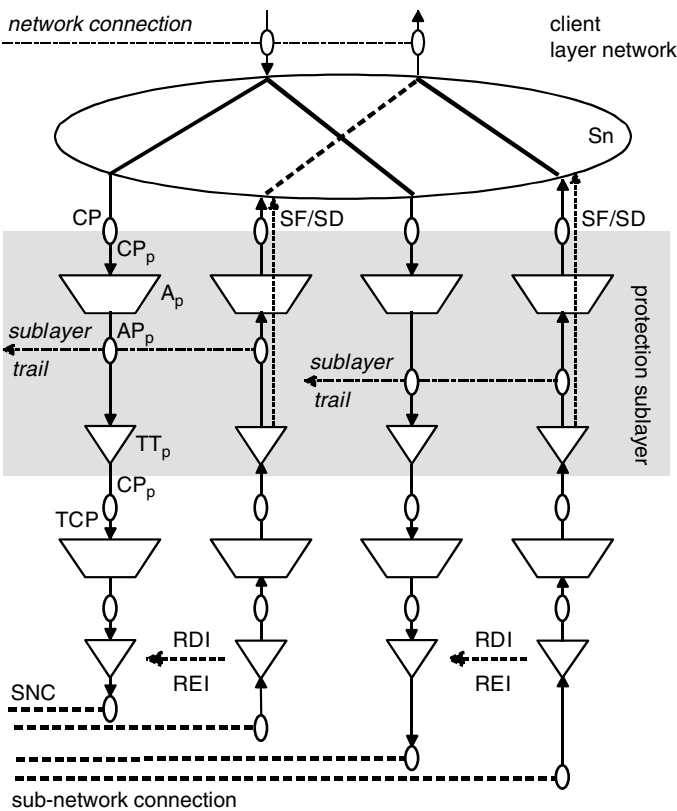 network connection
client
layer network
Sn
CP
SF/SD
SF/SD
CPp
Ap
sublayer
APp
trail
sublayer
trail
protection sublayer
TTp
CPp
TCP
RDI
REI
RDI
REI
SNC
sub-network connection